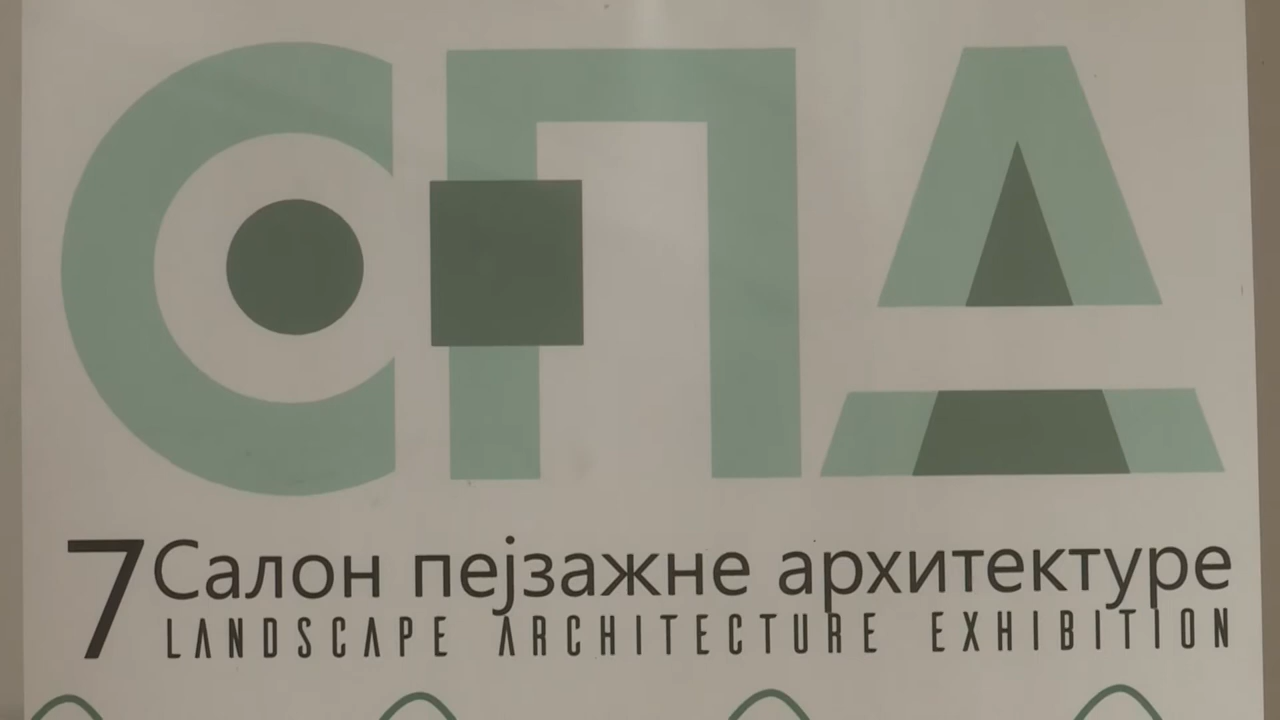 СПА
7 Салон пејзажне архитектуре
LANDSCAPE ARCHITECTURE EXHIBITION